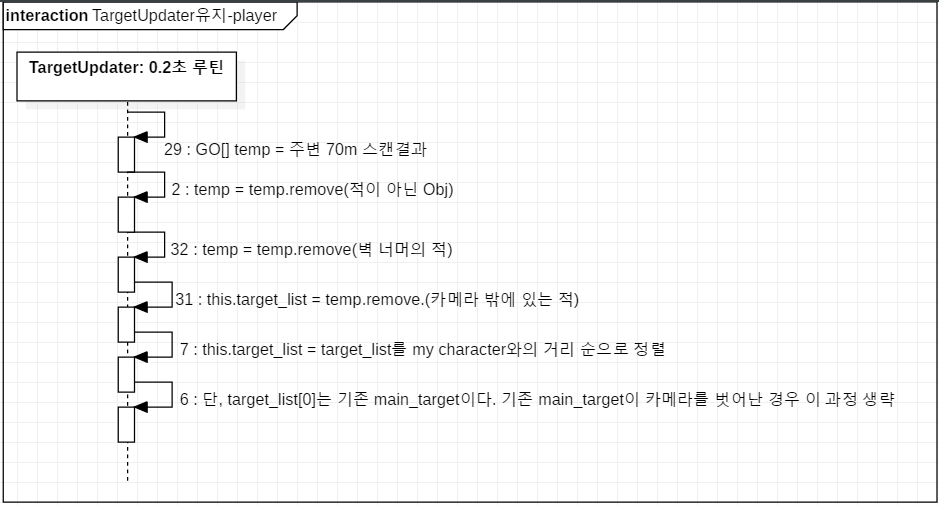 interaction TargetUpdater유지-player
TargetUpdater: 0.2초 루틴
29 : GO[] temp = 주변 70m 스캔결과
2 : temp = temp.remove(적이 아닌 Obj)
32 : temp = temp.remove(벽 너머의 적)
31 : this.target_list = temp.remove.(카메라 밖에 있는 적)
7 : this.target_list = target_list를 my character와의 거리 순으로 정렬
6 : 단, target_list[0]는 기존 main_target이다. 기존 main_target이 카메라를 벗어난 경우 이 과정 생략